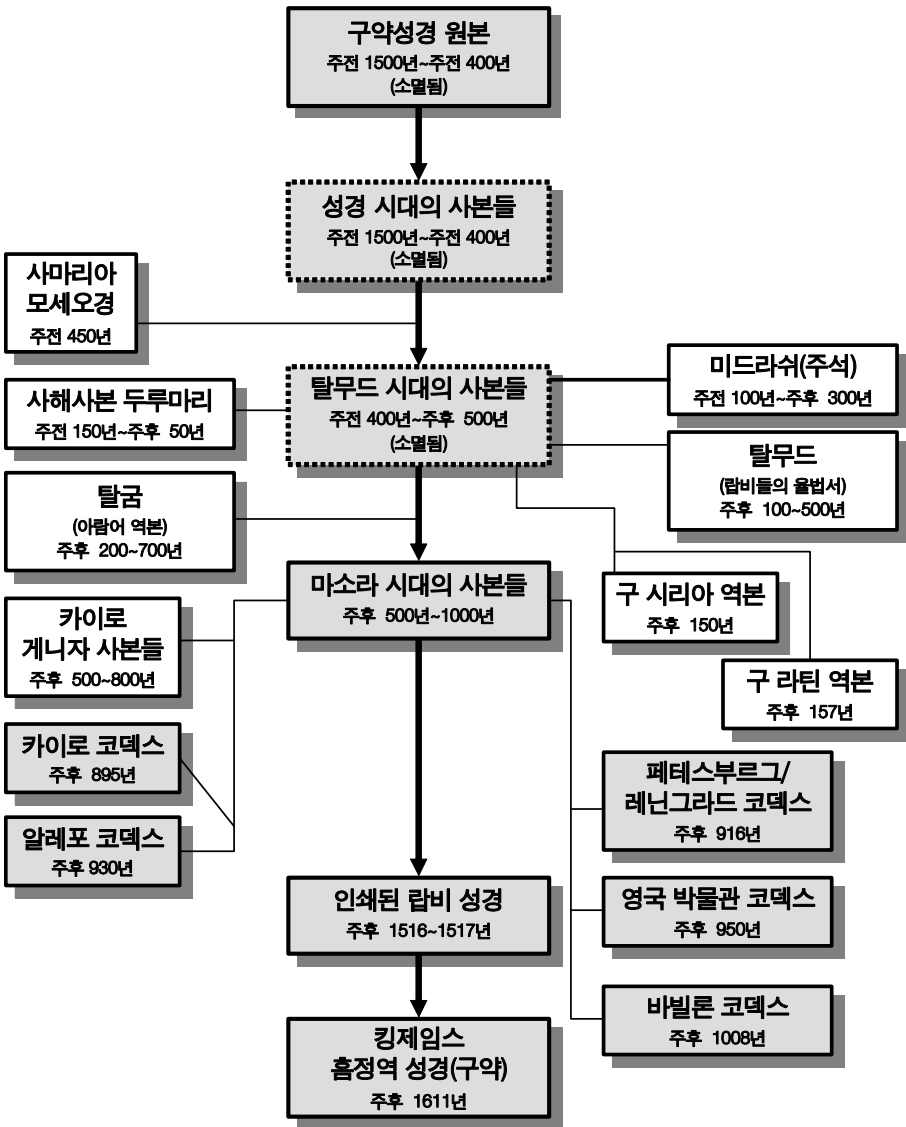 구약성경 원본
주전 1500년~주전 400년
(소멸됨)
성경 시대의 사본들
주전 1500년~주전 400년
(소멸됨)
사마리아
모세오경
주전 450년
탈무드 시대의 사본들
주전 400년~주후 500년
(소멸됨)
미드라쉬(주석)
주전 100년~주후 300년
사해사본 두루마리
주전 150년~주후 50년
탈무드
(랍비들의 율법서)
주후 100~500년
탈굼
(아람어 역본)
주후 200~700년
마소라 시대의 사본들
주후 500년~1000년
구 시리아 역본
주후 150년
카이로
게니자 사본들
주후 500~800년
구 라틴 역본
주후 157년
카이로 코덱스
주후 895년
페테스부르그/
레닌그라드 코덱스
주후 916년
알레포 코덱스
주후 930년
인쇄된 랍비 성경
주후 1516~1517년
영국 박물관 코덱스
주후 950년
바빌론 코덱스
주후 1008년
킹제임스
흠정역 성경(구약)
주후 1611년